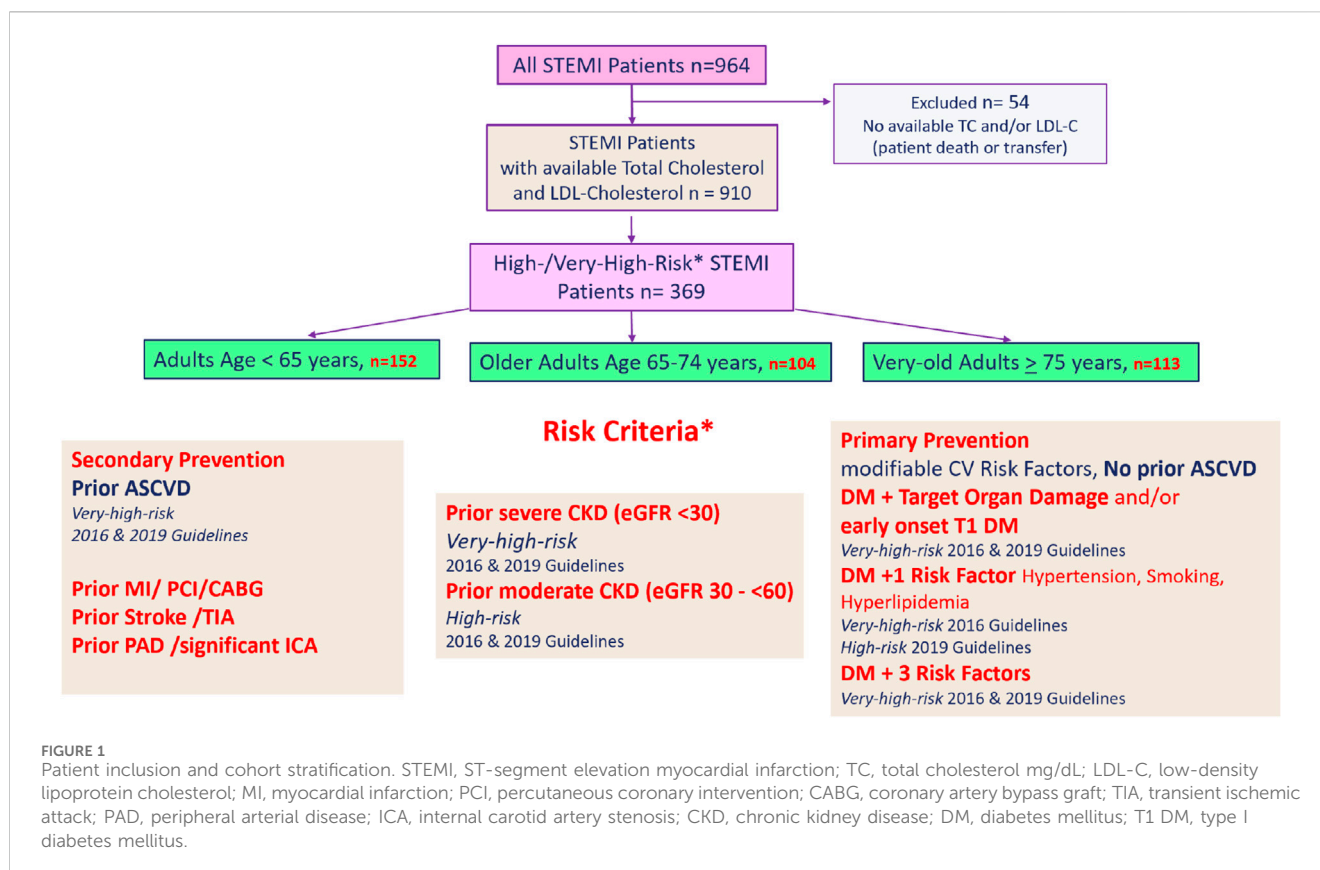 All STEMI Patients n=964
Excluded n= 54
No available TC and/or LDL-C
(patient death or transfer)
STEMI Patients
with available Total Cholesterol
and LDL-Cholesterol n = 910
High-/Very-High-Risk* STEMI
Patients n= 369
Adults Age < 65 years, n=152
Older Adults Age 65-74 years, n=104
Very-old Adults ≥ 75 years, n=113
Risk Criteria*
Secondary Prevention
Prior ASCVD
Very-high-risk
2016 & 2019 Guidelines
Prior MI/ PCI/CABG
Prior Stroke /TIA
Prior PAD /significant ICA
Prior severe CKD (eGFR <30)
Very-high-risk
2016 & 2019 Guidelines
Prior moderate CKD (eGFR 30 - <60)
High-risk
2016 & 2019 Guidelines
Primary Prevention
modifiable CV Risk Factors, No prior ASCVD
DM + Target Organ Damage and/or
early onset T1 DM
Very-high-risk 2016 & 2019 Guidelines
DM +1 Risk Factor Hypertension, Smoking,
Hyperlipidemia
Very-high-risk 2016 Guidelines
High-risk 2019 Guidelines
DM + 3 Risk Factors
Very-high-risk 2016 & 2019 Guidelines
FIGURE 1
Patient inclusion and cohort stratification. STEMI, ST-segment elevation myocardial infarction; TC, total cholesterol mg/dL; LDL-C, low-density
lipoprotein cholesterol; MI, myocardial infarction; PCI, percutaneous coronary intervention; CABG, coronary artery bypass graft; TIA, transient ischemic
attack; PAD, peripheral arterial disease; ICA, internal carotid artery stenosis; CKD, chronic kidney disease; DM, diabetes mellitus; T1 DM, type I
diabetes mellitus.